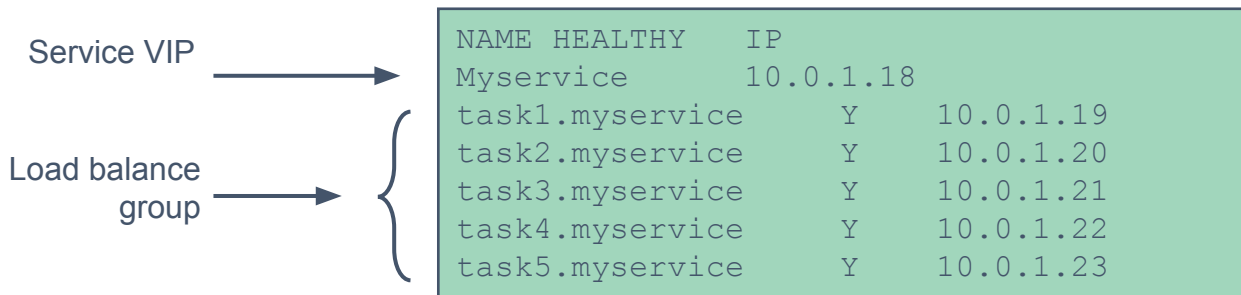 Service VIP
Load balance
group
NAME HEALTHY IP
Myservice 10.0.1.18
task1.myservice Y 10.0.1.19
task2.myservice Y 10.0.1.20
task3.myservice Y 10.0.1.21
task4.myservice Y 10.0.1.22
task5.myservice Y 10.0.1.23